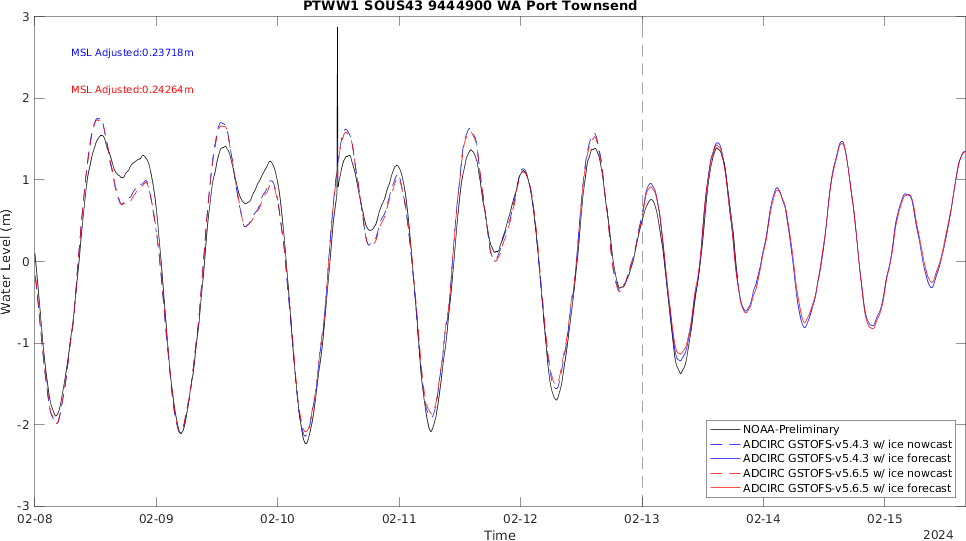 PTWW1 SOUS43 9444900 WA Port Townsend
3
MSL Adjusted:0.23718m
MSL Adjusted:0.24264m
2
1
Water Level (m)
0
-1
-2
NOAA-Preliminary
ADCIRC GSTOFS-v5.4.3 w/ ice nowcast
ADCIRC GSTOFS-v5.4.3 w/ ice forecast
ADCIRC GSTOFS-v5.6.5 w/ ice nowcast
ADCIRC GSTOFS-v5.6.5 w/ ice forecast
-3
02-08 02-09 02-10 02-11 02-12 02-13 02-14 02-15
Time
2024